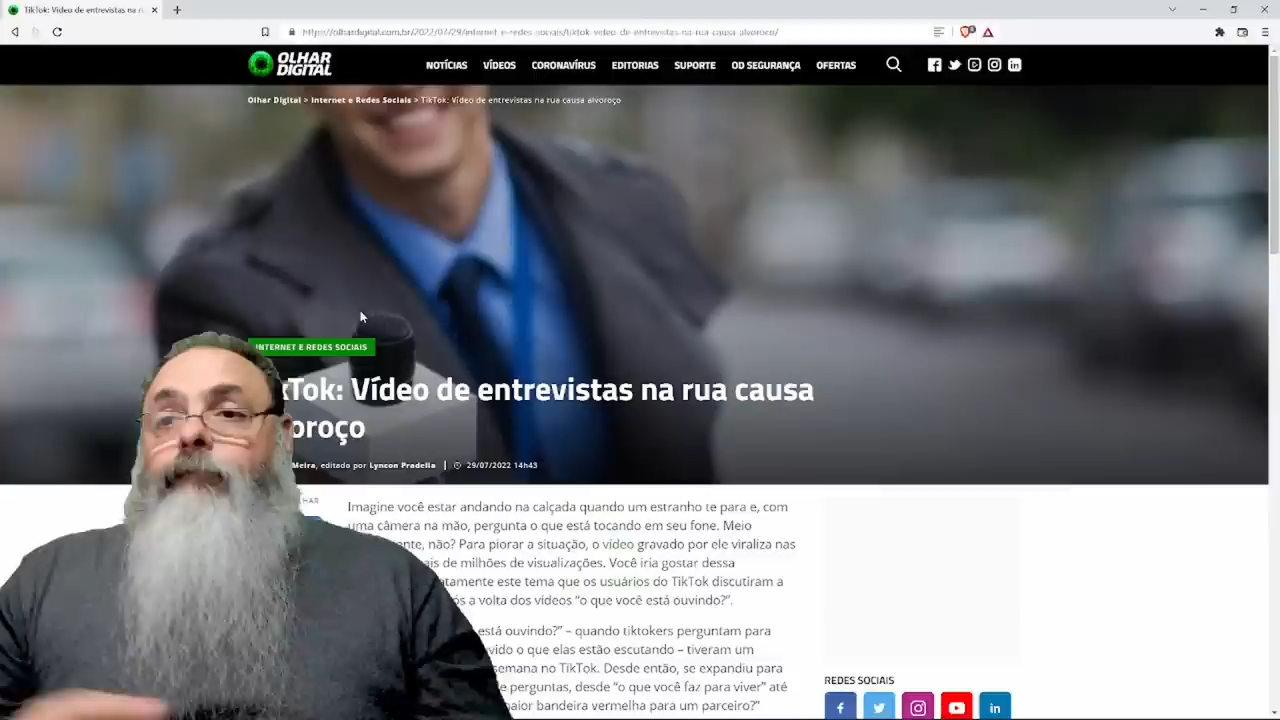 TikTok: Vídeo de entrevistas na r
https://olhardigital.com.br/2022/07/29/internet-e-redes-sociais/tiktok-video-de-entrevistas-na-rua-causa-alvoroco/
OLHAR
DIGITAL
NOTÍCIAS VÍDEOS CORONAVÍRUS EDITORIAS SUPORTE OD SEGURANÇA OFERTAS
Olhar Digital > Internet e Redes Sociais > TikTok: Vídeo de entrevistas na rua causa alvoroço
INTERNET E REDES SOCIAIS
kTok: Vídeo de entrevistas na rua causa
oroço
Meira, editado por Lyncon Pradella | 29/07/2022 14h43
LHAR
Imagine você estar andando na calçada quando um estranho te para e, com
uma câmera na mão, pergunta o que está tocando em seu fone. Meio
ente, não? Para piorar a situação, o vídeo gravado por ele viraliza nas
ais de milhões de visualizações. Você iria gostar dessa
atamente este tema que os usuários do TikTok discutiram a
ós a volta dos vídeos "o que você está ouvindo?".
está ouvindo?" – quando tiktokers perguntam para
vido o que elas estão escutando – tiveram um
semana no TikTok. Desde então, se expandiu para
e perguntas, desde "o que você faz para viver" até
aior bandeira vermelha para um parceiro?"
REDES SOCIAIS